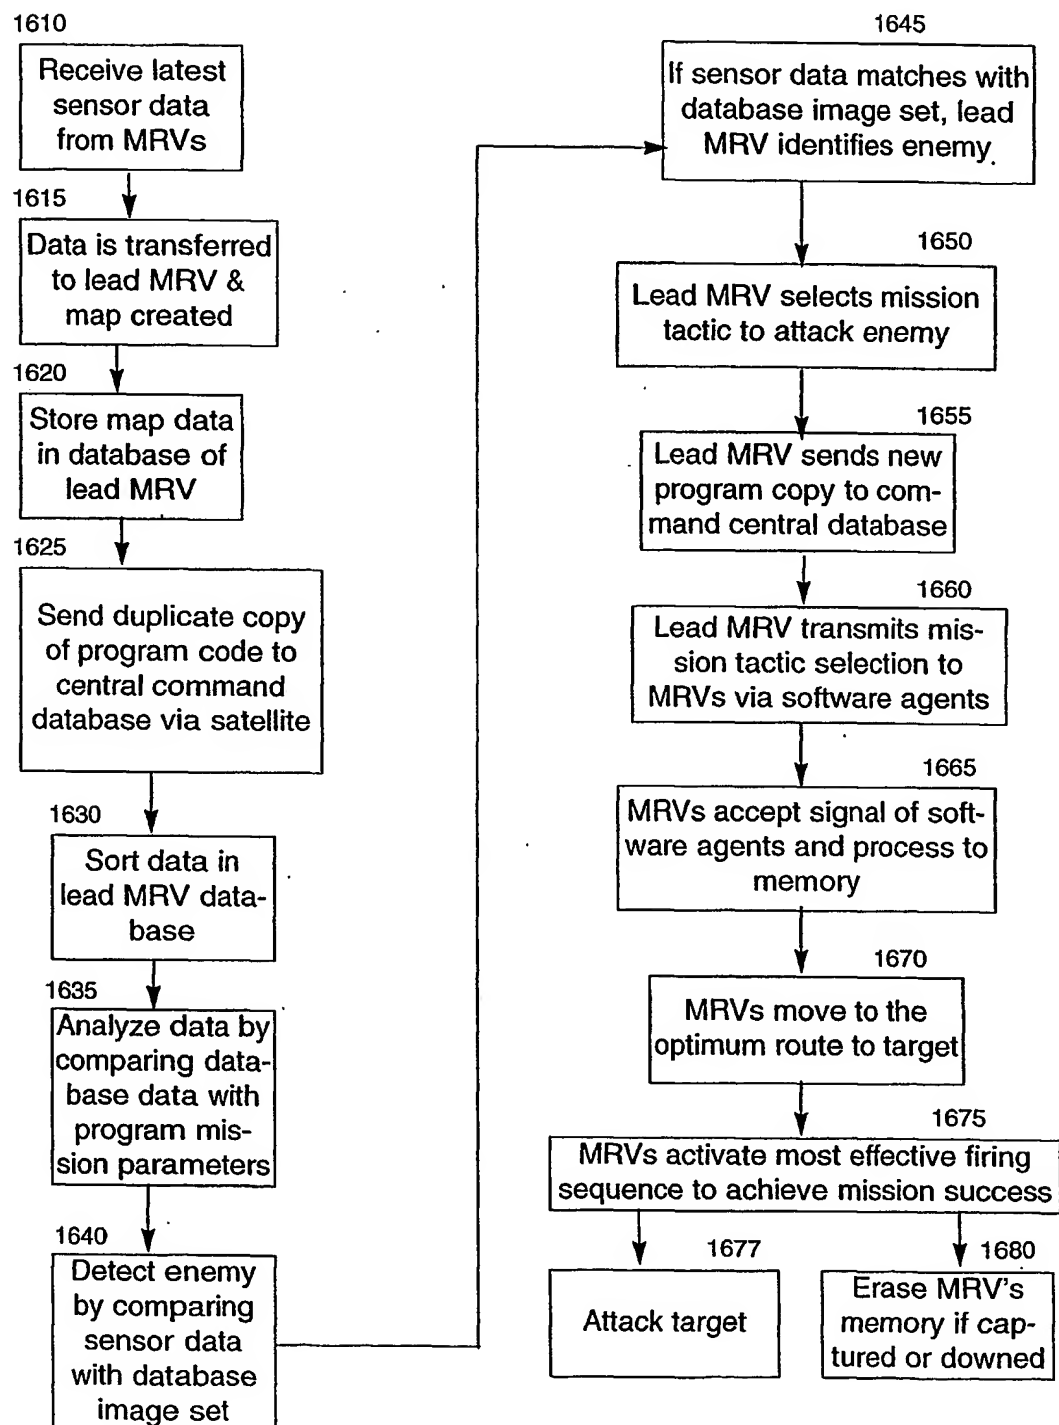 1610
Receive latest
sensor data
from MRVs
1615
Data is transferred
to lead MRV &
map created
1620
Store map data
in database of
lead MRV
1625
Send duplicate copy
of program code to
central command
database via satellite
1630
Sort data in
lead MRV data-
base
1635
Analyze data by
comparing data-
base data with
program mis-
sion parameters
1640
Detect enemy
by comparing
sensor data
with database
image set
1645
If sensor data matches with
database image set, lead
MRV identifies enemy.
1650
Lead MRV selects mission
tactic to attack enemy
1655
Lead MRV sends new
program copy to com-
mand central database
1660
Lead MRV transmits mis-
sion tactic selection to
MRVs via software agents
1665
MRVs accept signal of soft-
ware agents and process to
memory
1670
MRVs move to the
optimum route to target
1675
MRVs activate most effective firing
sequence to achieve mission success
1677
Attack target
1680
Erase MRV's
memory if cap-
tured or downed